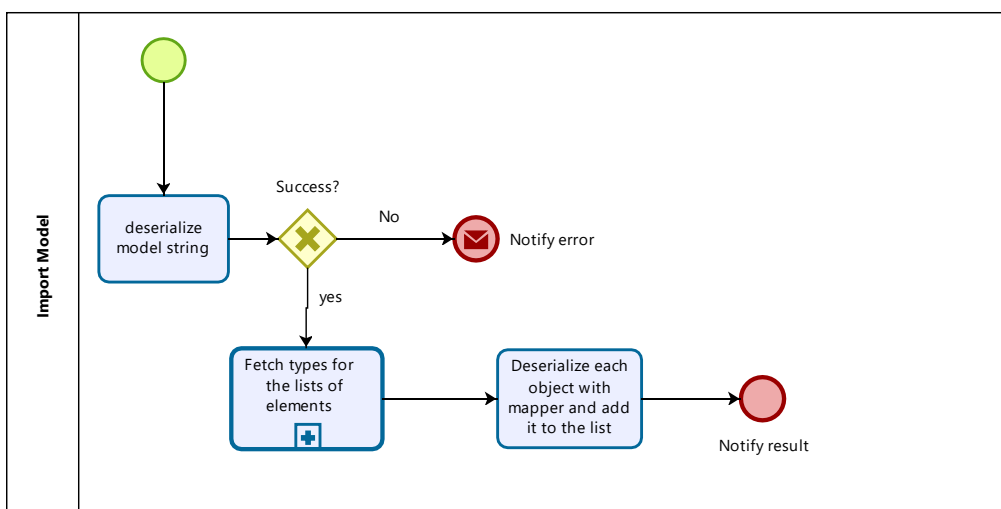 Import Model
Success?
deserialize
model string
No
Notify error
yes
Fetch types for
the lists of
elements
Deserialize each
object with
mapper and add
it to the list
Notify result